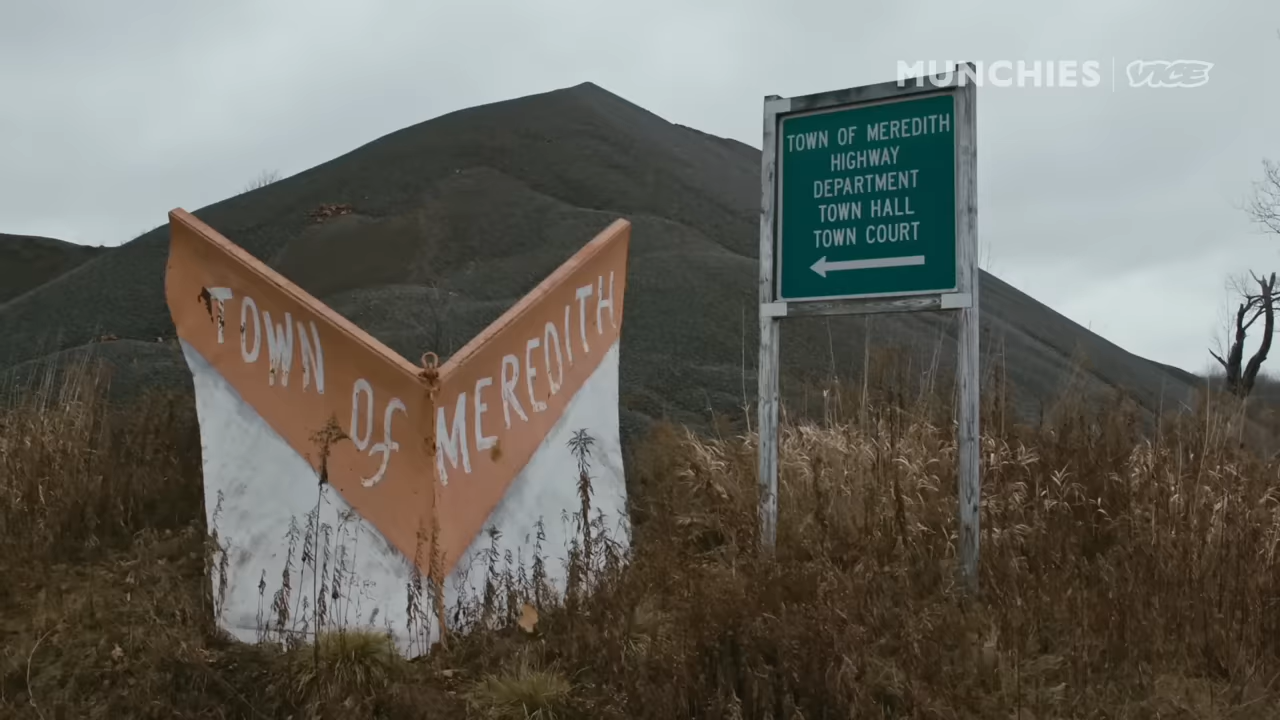 MUNCHIES | VICE
TOWN OF MEREDITH
TOWN OF MEREDITH
HIGHWAY
DEPARTMENT
TOWN HALL
TOWN COURT